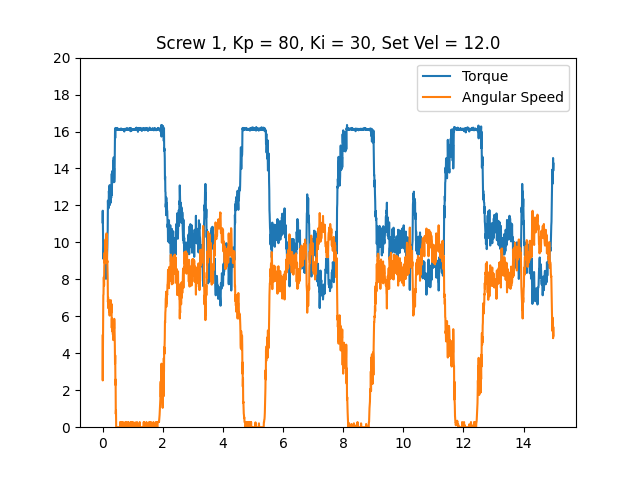 Screw 1, Kp = 80, Ki = 30, Set Vel = 12.0
Torque
Angular Speed
20
18
16
14
12
10
8
6
4
2
0
0 2 4 6 8 10 12 14